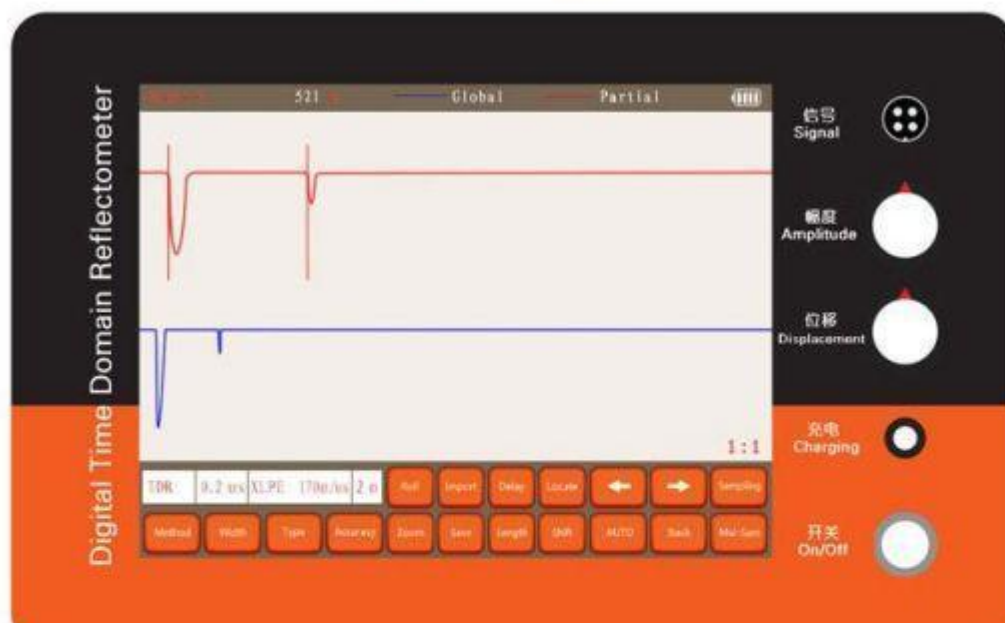 Digital Time Domain Reflectometer
521 Global Partial
信号
Signal
幅度
Amplitude
位移
Displacement
充电
Charging
开关
On/Off
1:1
TDR 0.2 us XLPE 170m/us 2 m
Roll Import Delay Locate Sampling
Method Width Type Accuracy Zoom Save Length AUTO Back Mul-Sam